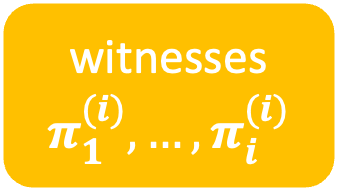 witnesses
π₁⁽ⁱ⁾, ..., πᵢ⁽ⁱ⁾